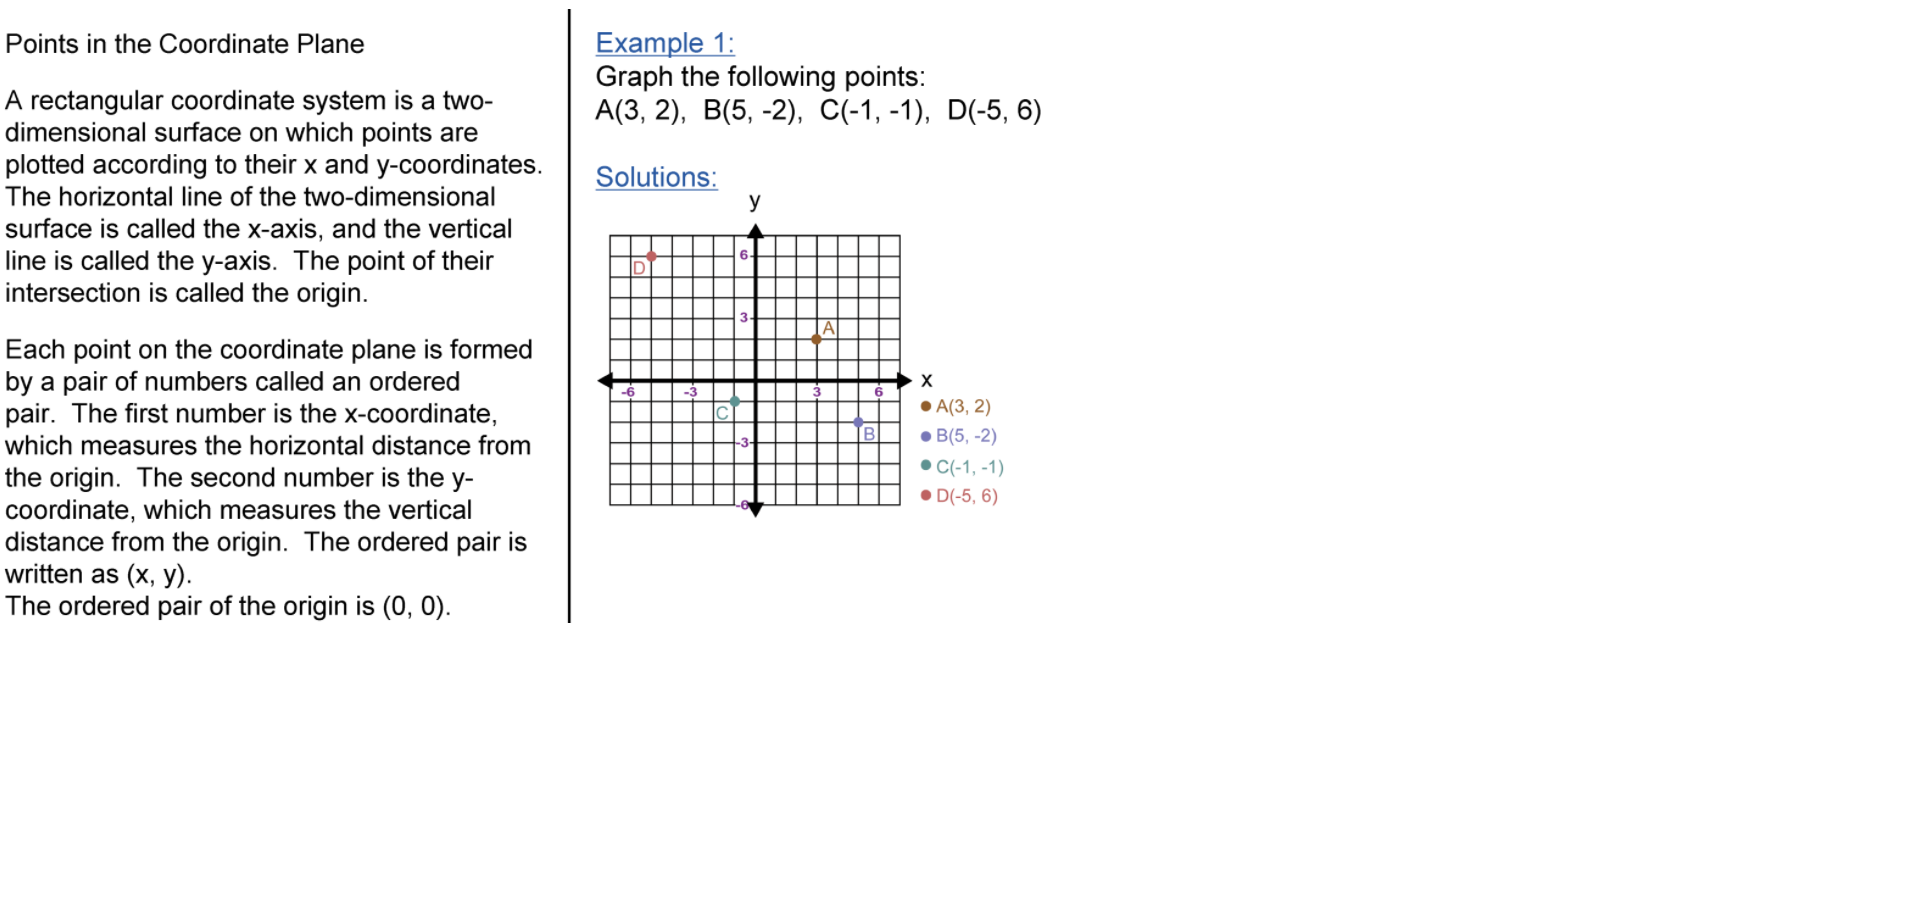 Points in the Coordinate Plane
A rectangular coordinate system is a two-
dimensional surface on which points are
plotted according to their x and y-coordinates.
The horizontal line of the two-dimensional
surface is called the x-axis, and the vertical
line is called the y-axis.  The point of their
intersection is called the origin.
Each point on the coordinate plane is formed
by a pair of numbers called an ordered
pair.  The first number is the x-coordinate,
which measures the horizontal distance from
the origin.  The second number is the y-
coordinate, which measures the vertical
distance from the origin.  The ordered pair is
written as (x, y).
The ordered pair of the origin is (0, 0).
Example 1:
Graph the following points:
A(3, 2),  B(5, -2),  C(-1, -1),  D(-5, 6)
Solutions:
y
6
D
3
A
x
-6 -3 3 6
C
B
-3
-6
A(3, 2)
B(5, -2)
C(-1, -1)
D(-5, 6)